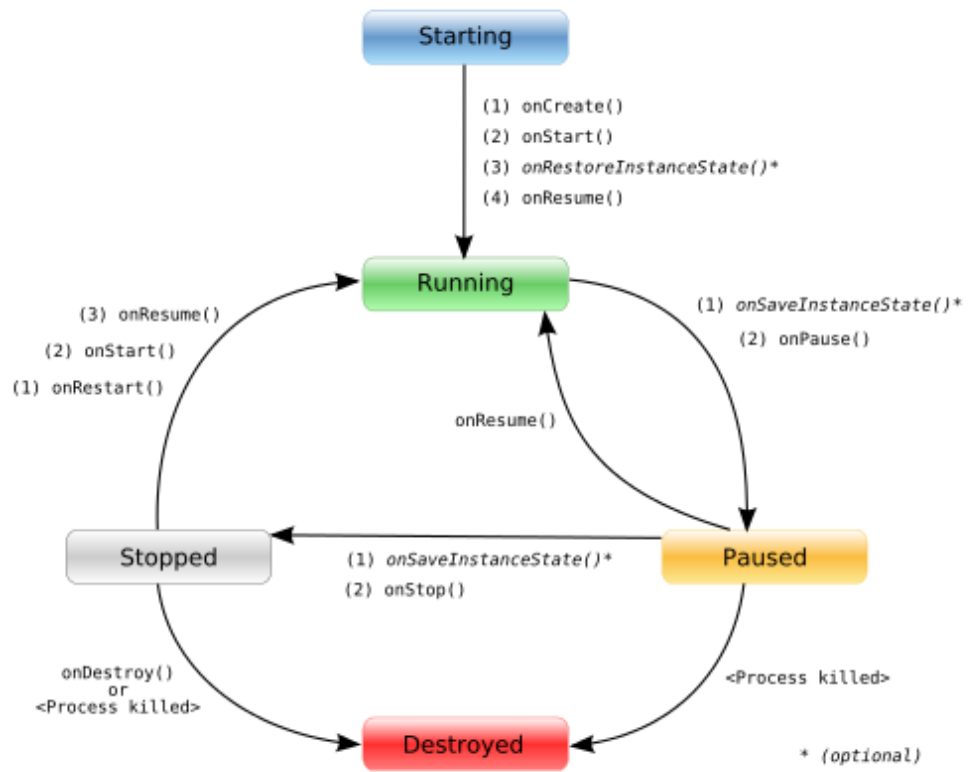 Starting
(1) onCreate()
(2) onStart()
(3) onRestoreInstanceState()*
(4) onResume()
Running
(3) onResume()
(2) onStart()
(1) onRestart()
(1) onSaveInstanceState()*
(2) onPause()
onResume()
Stopped
(1) onSaveInstanceState()*
(2) onStop()
Paused
onDestroy()
or
<Process killed>
<Process killed>
Destroyed
* (optional)